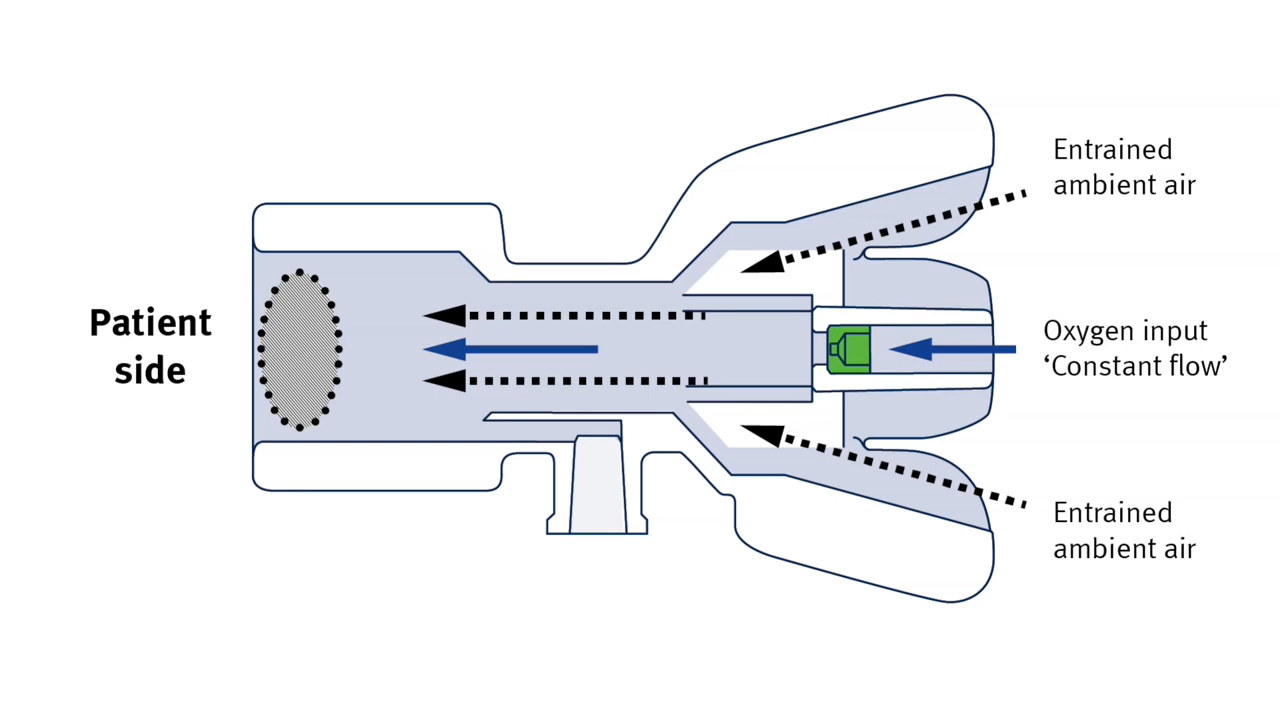 Entrained
ambient air
Patient
side
Oxygen input
‘Constant flow’
Entrained
ambient air